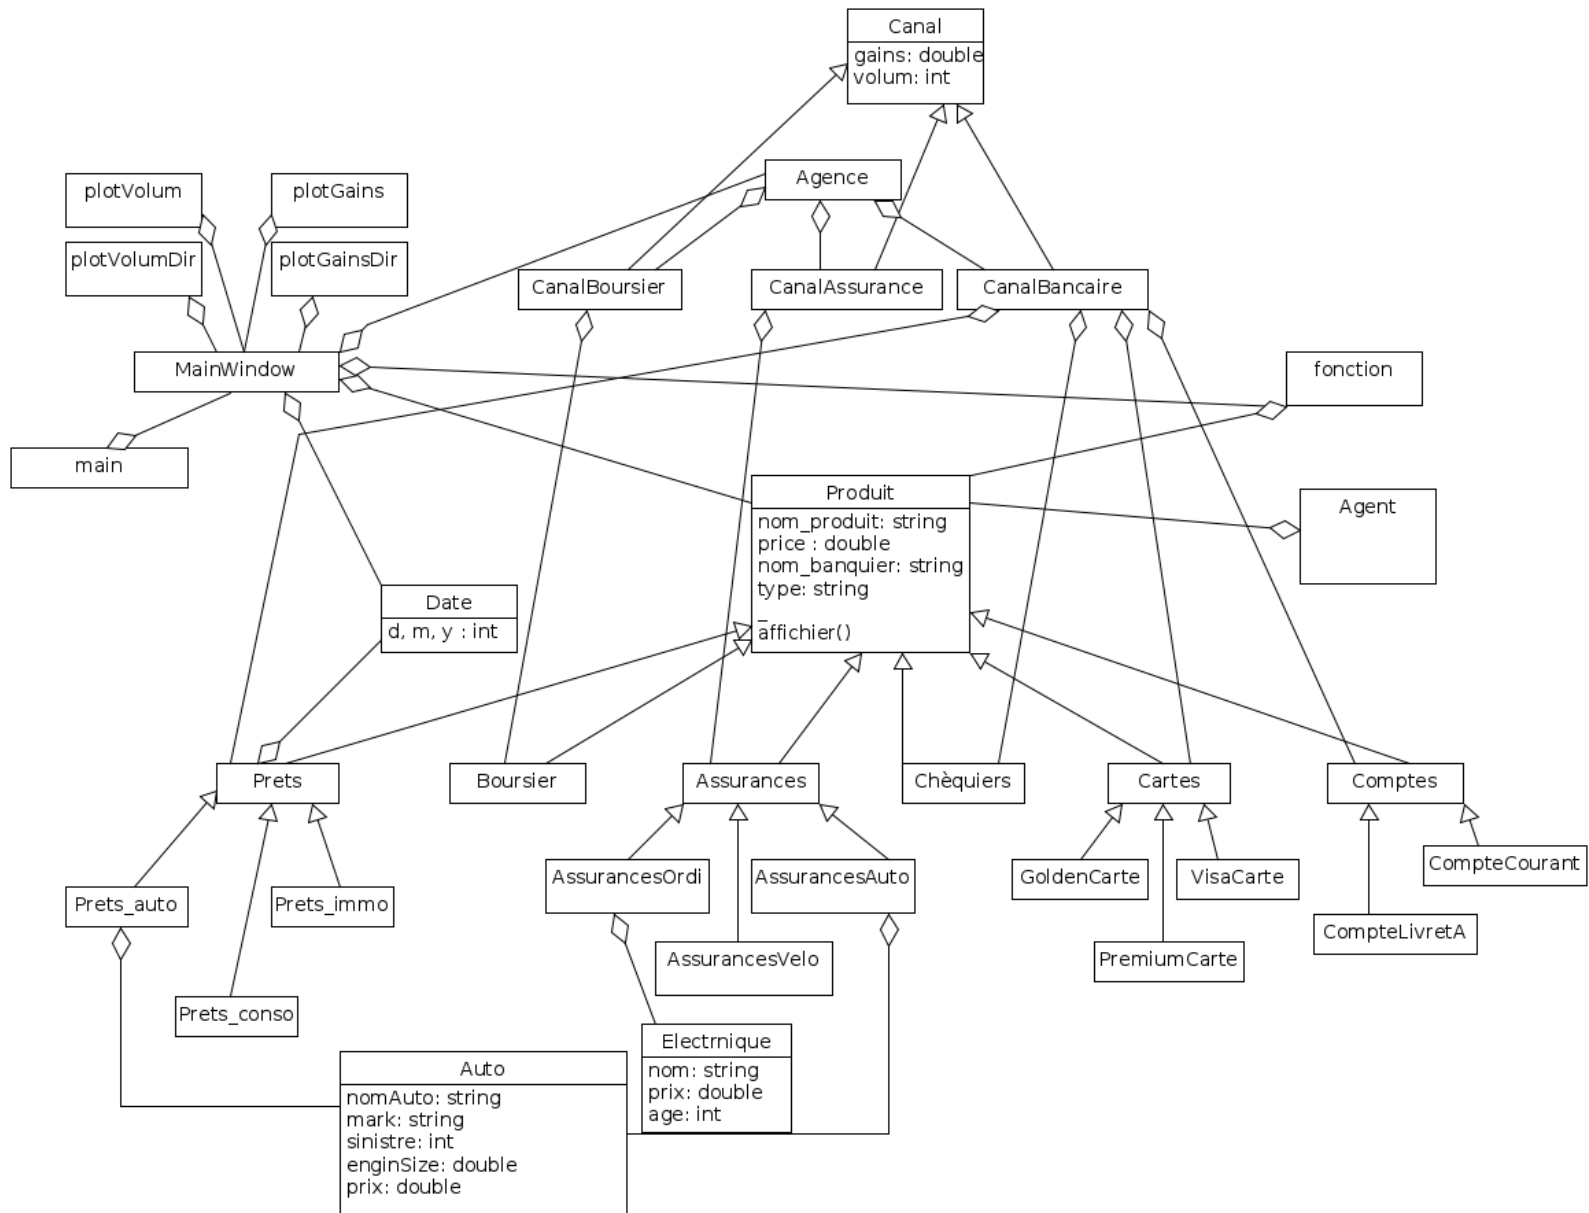 Canal
gains: double
volum: int
Agence
plotVolum
plotGains
plotVolumDir
plotGainsDir
CanalBoursier
CanalAssurance
CanalBancaire
MainWindow
fonction
main
Produit
nom_produit: string
price : double
nom_banquier: string
type: string
_
affichier()
Agent
Date
d, m, y : int
Prets
Boursier
Assurances
Chèquiers
Cartes
Comptes
Prets_auto
Prets_immo
AssurancesOrdi
AssurancesAuto
GoldenCarte
VisaCarte
CompteCourant
CompteLivretA
AssurancesVelo
PremiumCarte
Prets_conso
Electrnique
nom: string
prix: double
age: int
Auto
nomAuto: string
mark: string
sinistre: int
enginSize: double
prix: double